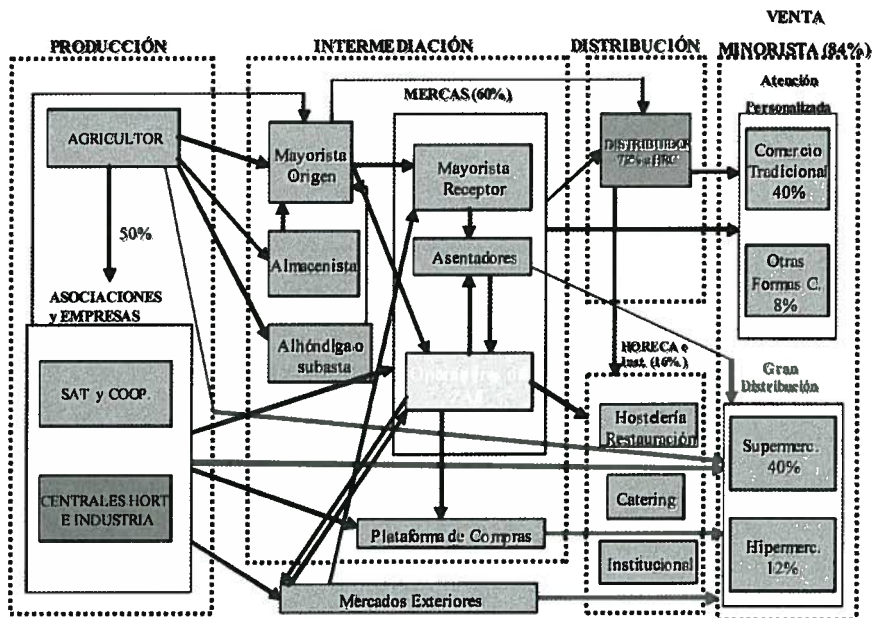 VENTA
PRODUCCIÓN
INTERMEDIACIÓN
DISTRIBUCIÓN
MINORISTA (84%)
Atención
Personalizada
MERCAS (60%)
AGRICULTOR
Mayorista
Origen
Mayorista
Receptor
DISTRIBUIDOR
Comercio
Tradicional
40%
50%
Almacenista
Asentadores
Otras
Formas C.
8%
ASOCIACIONES
y EMPRESAS
Alhóndiga o
subasta
HORECA e
Inst. (16%)
Gran
Distribución
SAT y COOP.
Hostelería
Restauración
Supermerc.
40%
CENTRALES HORT
E INDUSTRIA
Catering
Plataforma de Compras
Hipermerc.
12%
Institucional
Mercados Exteriores